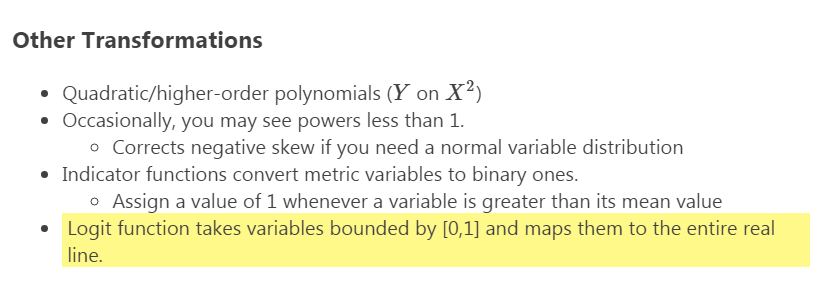 Other Transformations
• Quadratic/higher-order polynomials (Y on X²)
• Occasionally, you may see powers less than 1.
◦ Corrects negative skew if you need a normal variable distribution
• Indicator functions convert metric variables to binary ones.
◦ Assign a value of 1 whenever a variable is greater than its mean value
• Logit function takes variables bounded by [0,1] and maps them to the entire real
line.